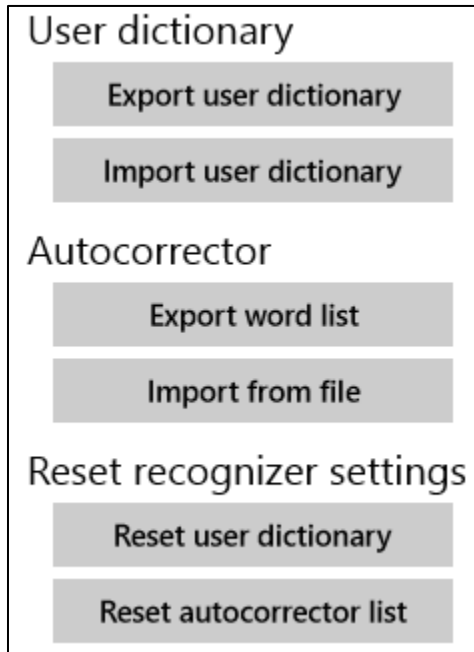 User dictionary
Export user dictionary
Import user dictionary
Autocorrector
Export word list
Import from file
Reset recognizer settings
Reset user dictionary
Reset autocorrector list